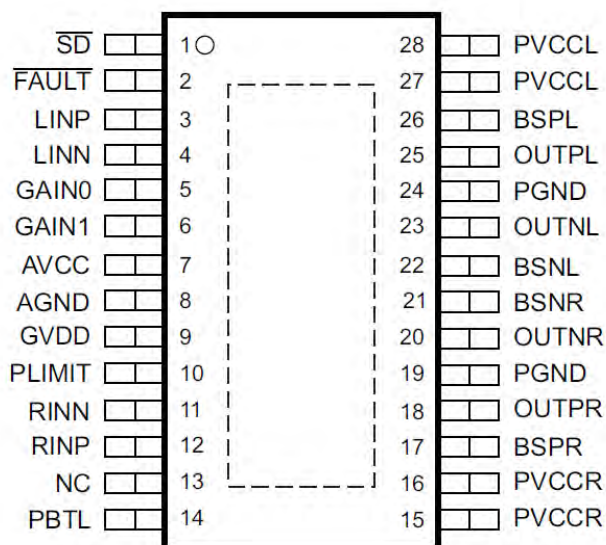 SD 1 28 PVCCL
FAULT 2 27 PVCCL
LINP 3 26 BSPL
LINN 4 25 OUTPL
GAIN0 5 24 PGND
GAIN1 6 23 OUTNL
AVCC 7 22 BSNL
AGND 8 21 BSNR
GVDD 9 20 OUTNR
PLIMIT 10 19 PGND
RINN 11 18 OUTPR
RINP 12 17 BSPR
NC 13 16 PVCCR
PBTL 14 15 PVCCR